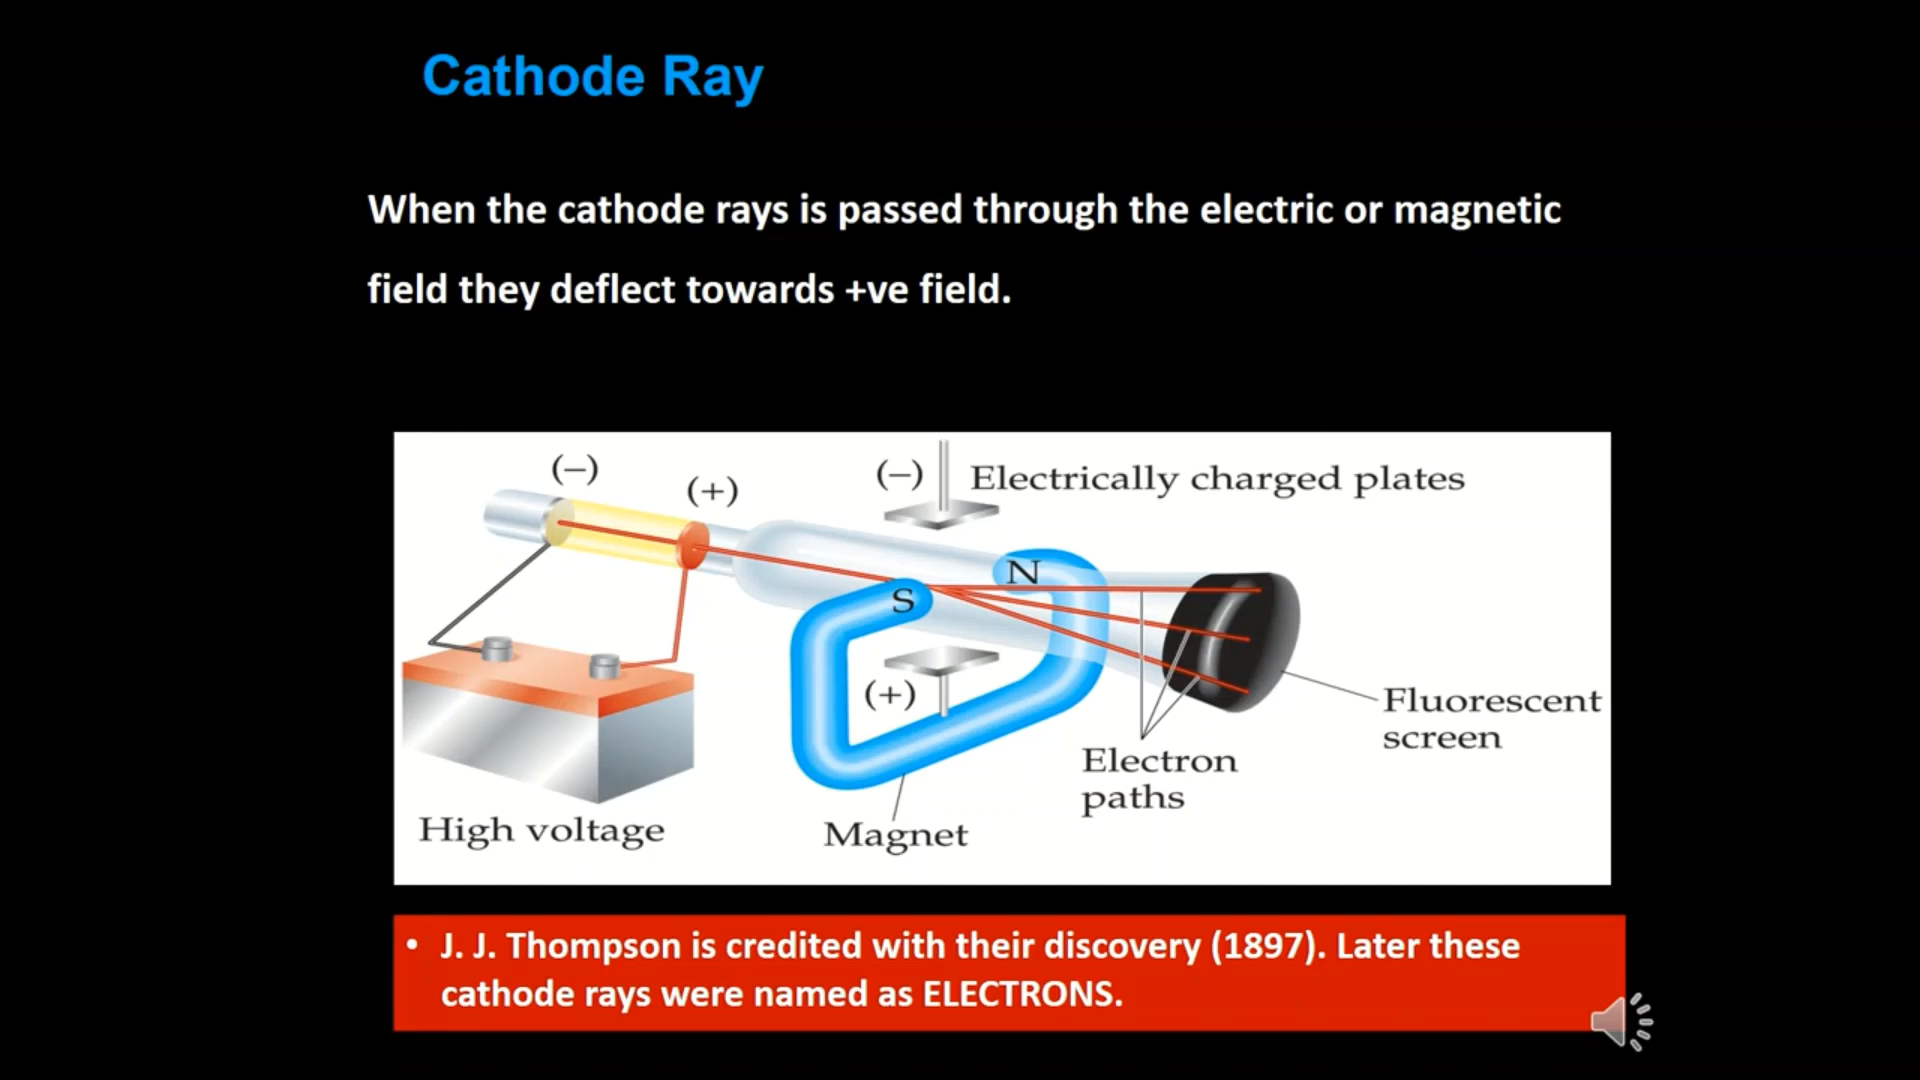 Cathode Ray
When the cathode rays is passed through the electric or magnetic
field they deflect towards +ve field.
(–)
(+)
(–)
Electrically charged plates
N
S
(+)
Fluorescent
screen
Electron
paths
High voltage
Magnet
• J. J. Thompson is credited with their discovery (1897). Later these
cathode rays were named as ELECTRONS.